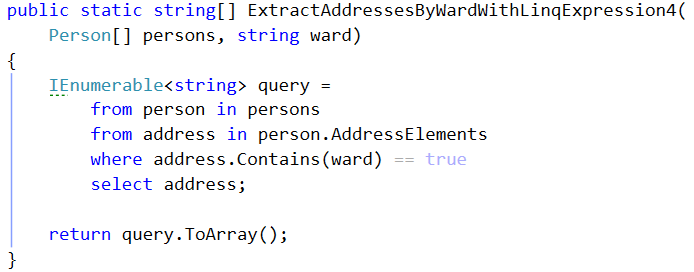 public static string[] ExtractAddressesByWardWithLinqExpression4(
    Person[] persons, string ward)
{
    IEnumerable<string> query =
        from person in persons
        from address in person.AddressElements
        where address.Contains(ward) == true
        select address;

    return query.ToArray();
}